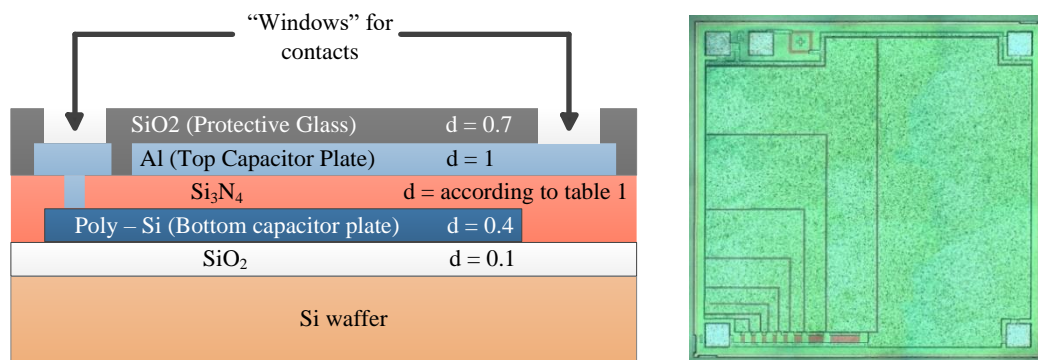 “Windows” for
contacts
SiO2 (Protective Glass) d = 0.7
Al (Top Capacitor Plate) d = 1
Si₃N₄ d = according to table 1
Poly – Si (Bottom capacitor plate) d = 0.4
SiO₂ d = 0.1
Si waffer